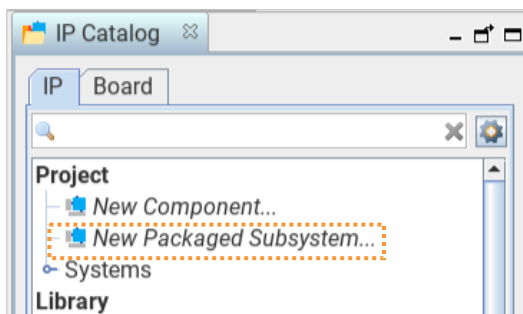 IP Catalog
IP Board
Project
New Component...
New Packaged Subsystem...
Systems
Library